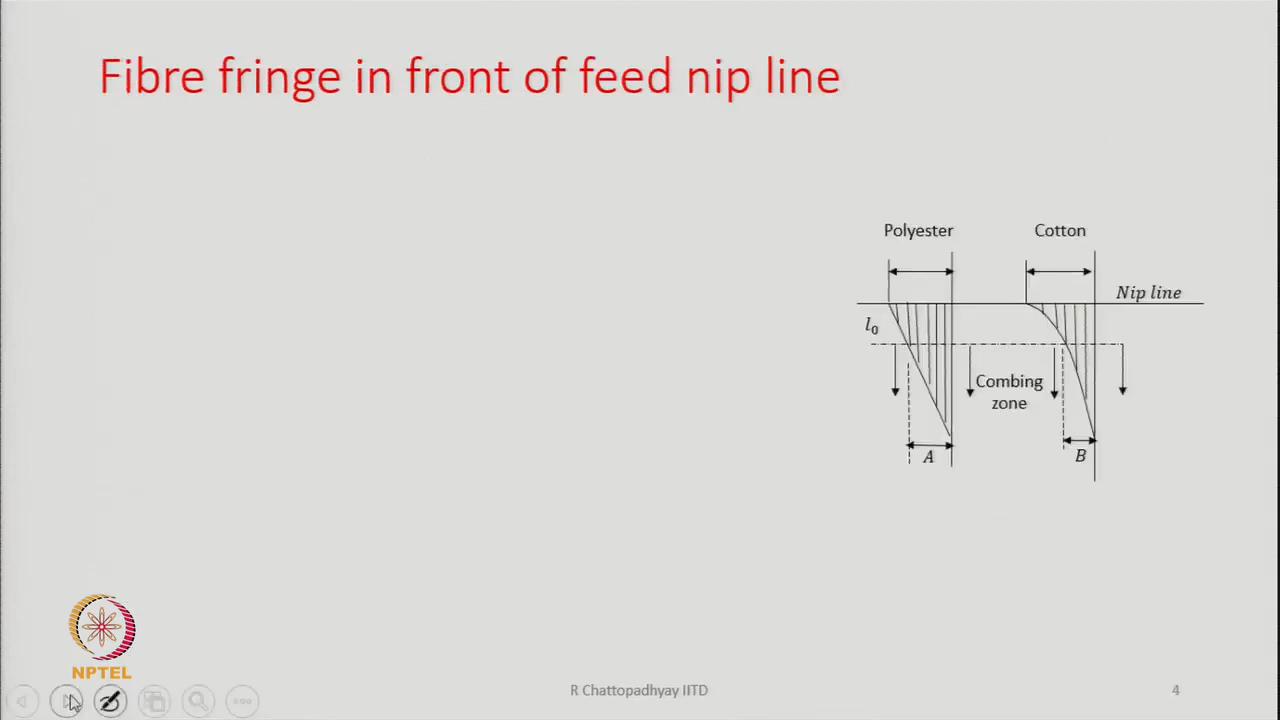 Fibre fringe in front of feed nip line
Polyester
Cotton
Nip line
l₀
Combing
zone
A
B
NPTEL
R Chattopadhyay IITD
4